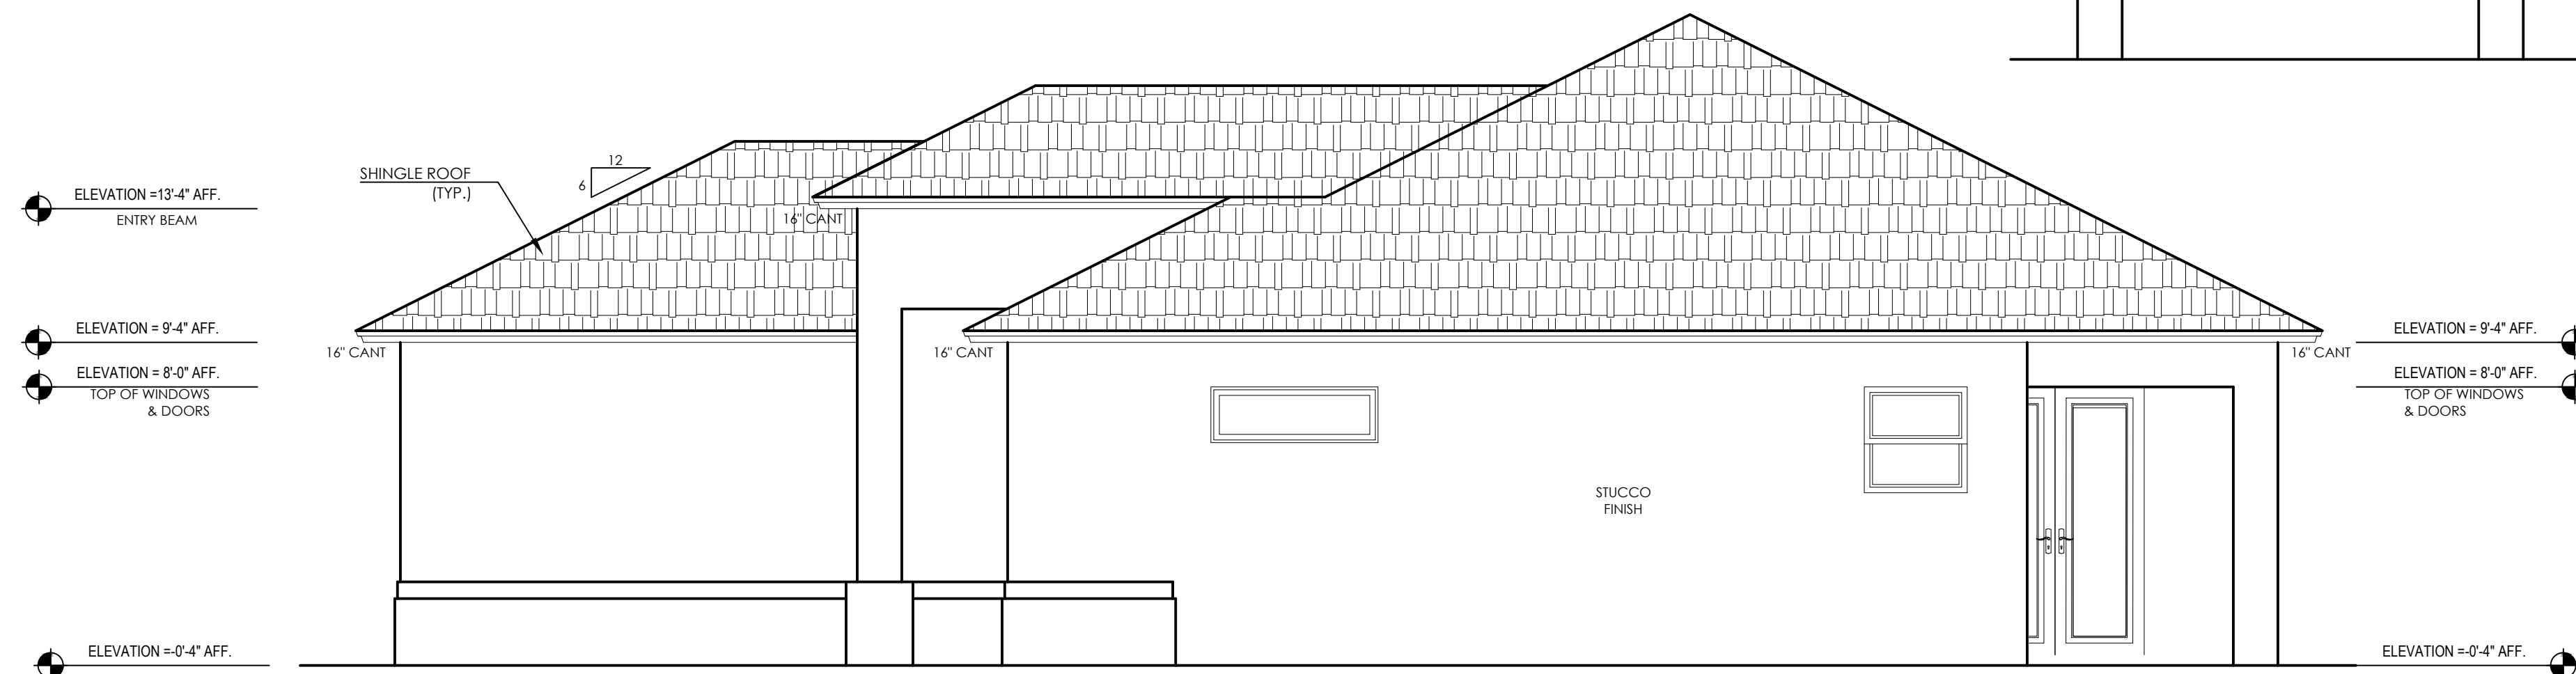 ELEVATION =13'-4" AFF.
ENTRY BEAM
ELEVATION = 9'-4" AFF.
ELEVATION = 8'-0" AFF.
TOP OF WINDOWS
& DOORS
ELEVATION =-0'-4" AFF.
SHINGLE ROOF
(TYP.)
12
6
16" CANT
16" CANT
16" CANT
STUCCO
FINISH
16" CANT
ELEVATION = 9'-4" AFF.
ELEVATION = 8'-0" AFF.
TOP OF WINDOWS
& DOORS
ELEVATION =-0'-4" AFF.